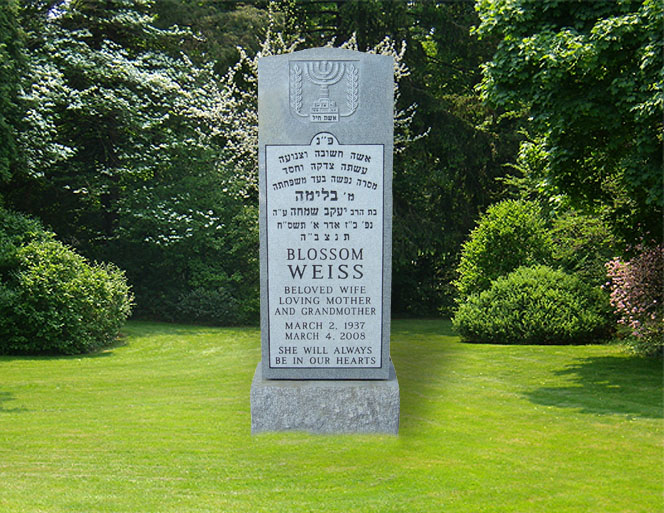 אשת חיל
פ"נ
אשה חשובה וצנועה
עשתה צדקה וחסד
מסרה נפשה בעד משפחתה
מ' בלימה
בת הרב יעקב שמחה ע"ה
נפ' כ"ז אדר א' תשס"ח
ת נ צ ב "ה
BLOSSOM
WEISS
BELOVED WIFE
LOVING MOTHER
AND GRANDMOTHER
MARCH 2, 1937
MARCH 4, 2008
SHE WILL ALWAYS
BE IN OUR HEARTS